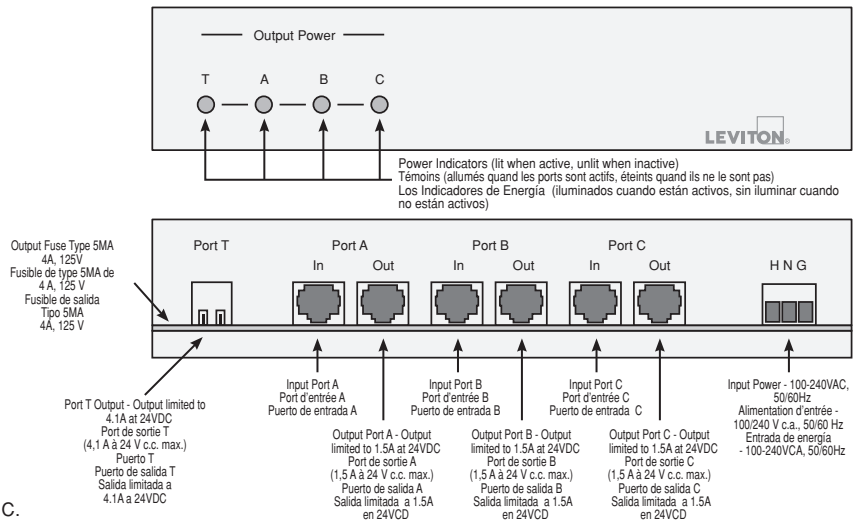 Output Power
T A B C
LEVITON®
Power Indicators (lit when active, unlit when inactive)
Témoins (allumés quand les ports sont actifs, éteints quand ils ne le sont pas)
Los Indicadores de Energía (iluminados cuando están activos, sin iluminar cuando
no están activos)
Output Fuse Type 5MA
4A, 125V
Fusible de type 5MA de
4 A, 125 V
Fusible de salida
Tipo 5MA
4A, 125 V
Port T
Port A
In Out
Port B
In Out
Port C
In Out
H N G
Port T Output - Output limited to
4.1A at 24VDC
Port de sortie T
(4,1 A à 24 V c.c. max.)
Puerto T
Puerto de salida T
Salida limitada a
4.1A a 24VDC
Input Port A
Port d'entrée A
Puerto de entrada A
Output Port A - Output
limited to 1.5A at 24VDC
Port de sortie A
(1,5 A à 24 V c.c. max.)
Puerto de salida A
Salida limitada a 1.5A
en 24VCD
Input Port B
Port d'entrée B
Puerto de entrada B
Output Port B - Output
limited to 1.5A at 24VDC
Port de sortie B
(1,5 A à 24 V c.c. max.)
Puerto de salida B
Salida limitada a 1.5A
en 24VCD
Input Port C
Port d'entrée C
Puerto de entrada C
Output Port C - Output
limited to 1.5A at 24VDC
Port de sortie C
(1,5 A à 24 V c.c. max.)
Puerto de salida C
Salida limitada a 1.5A
en 24VCD
Input Power - 100-240VAC,
50/60Hz
Alimentation d'entrée -
100/240 V c.a., 50/60 Hz
Entrada de energía
- 100-240VCA, 50/60Hz
C.